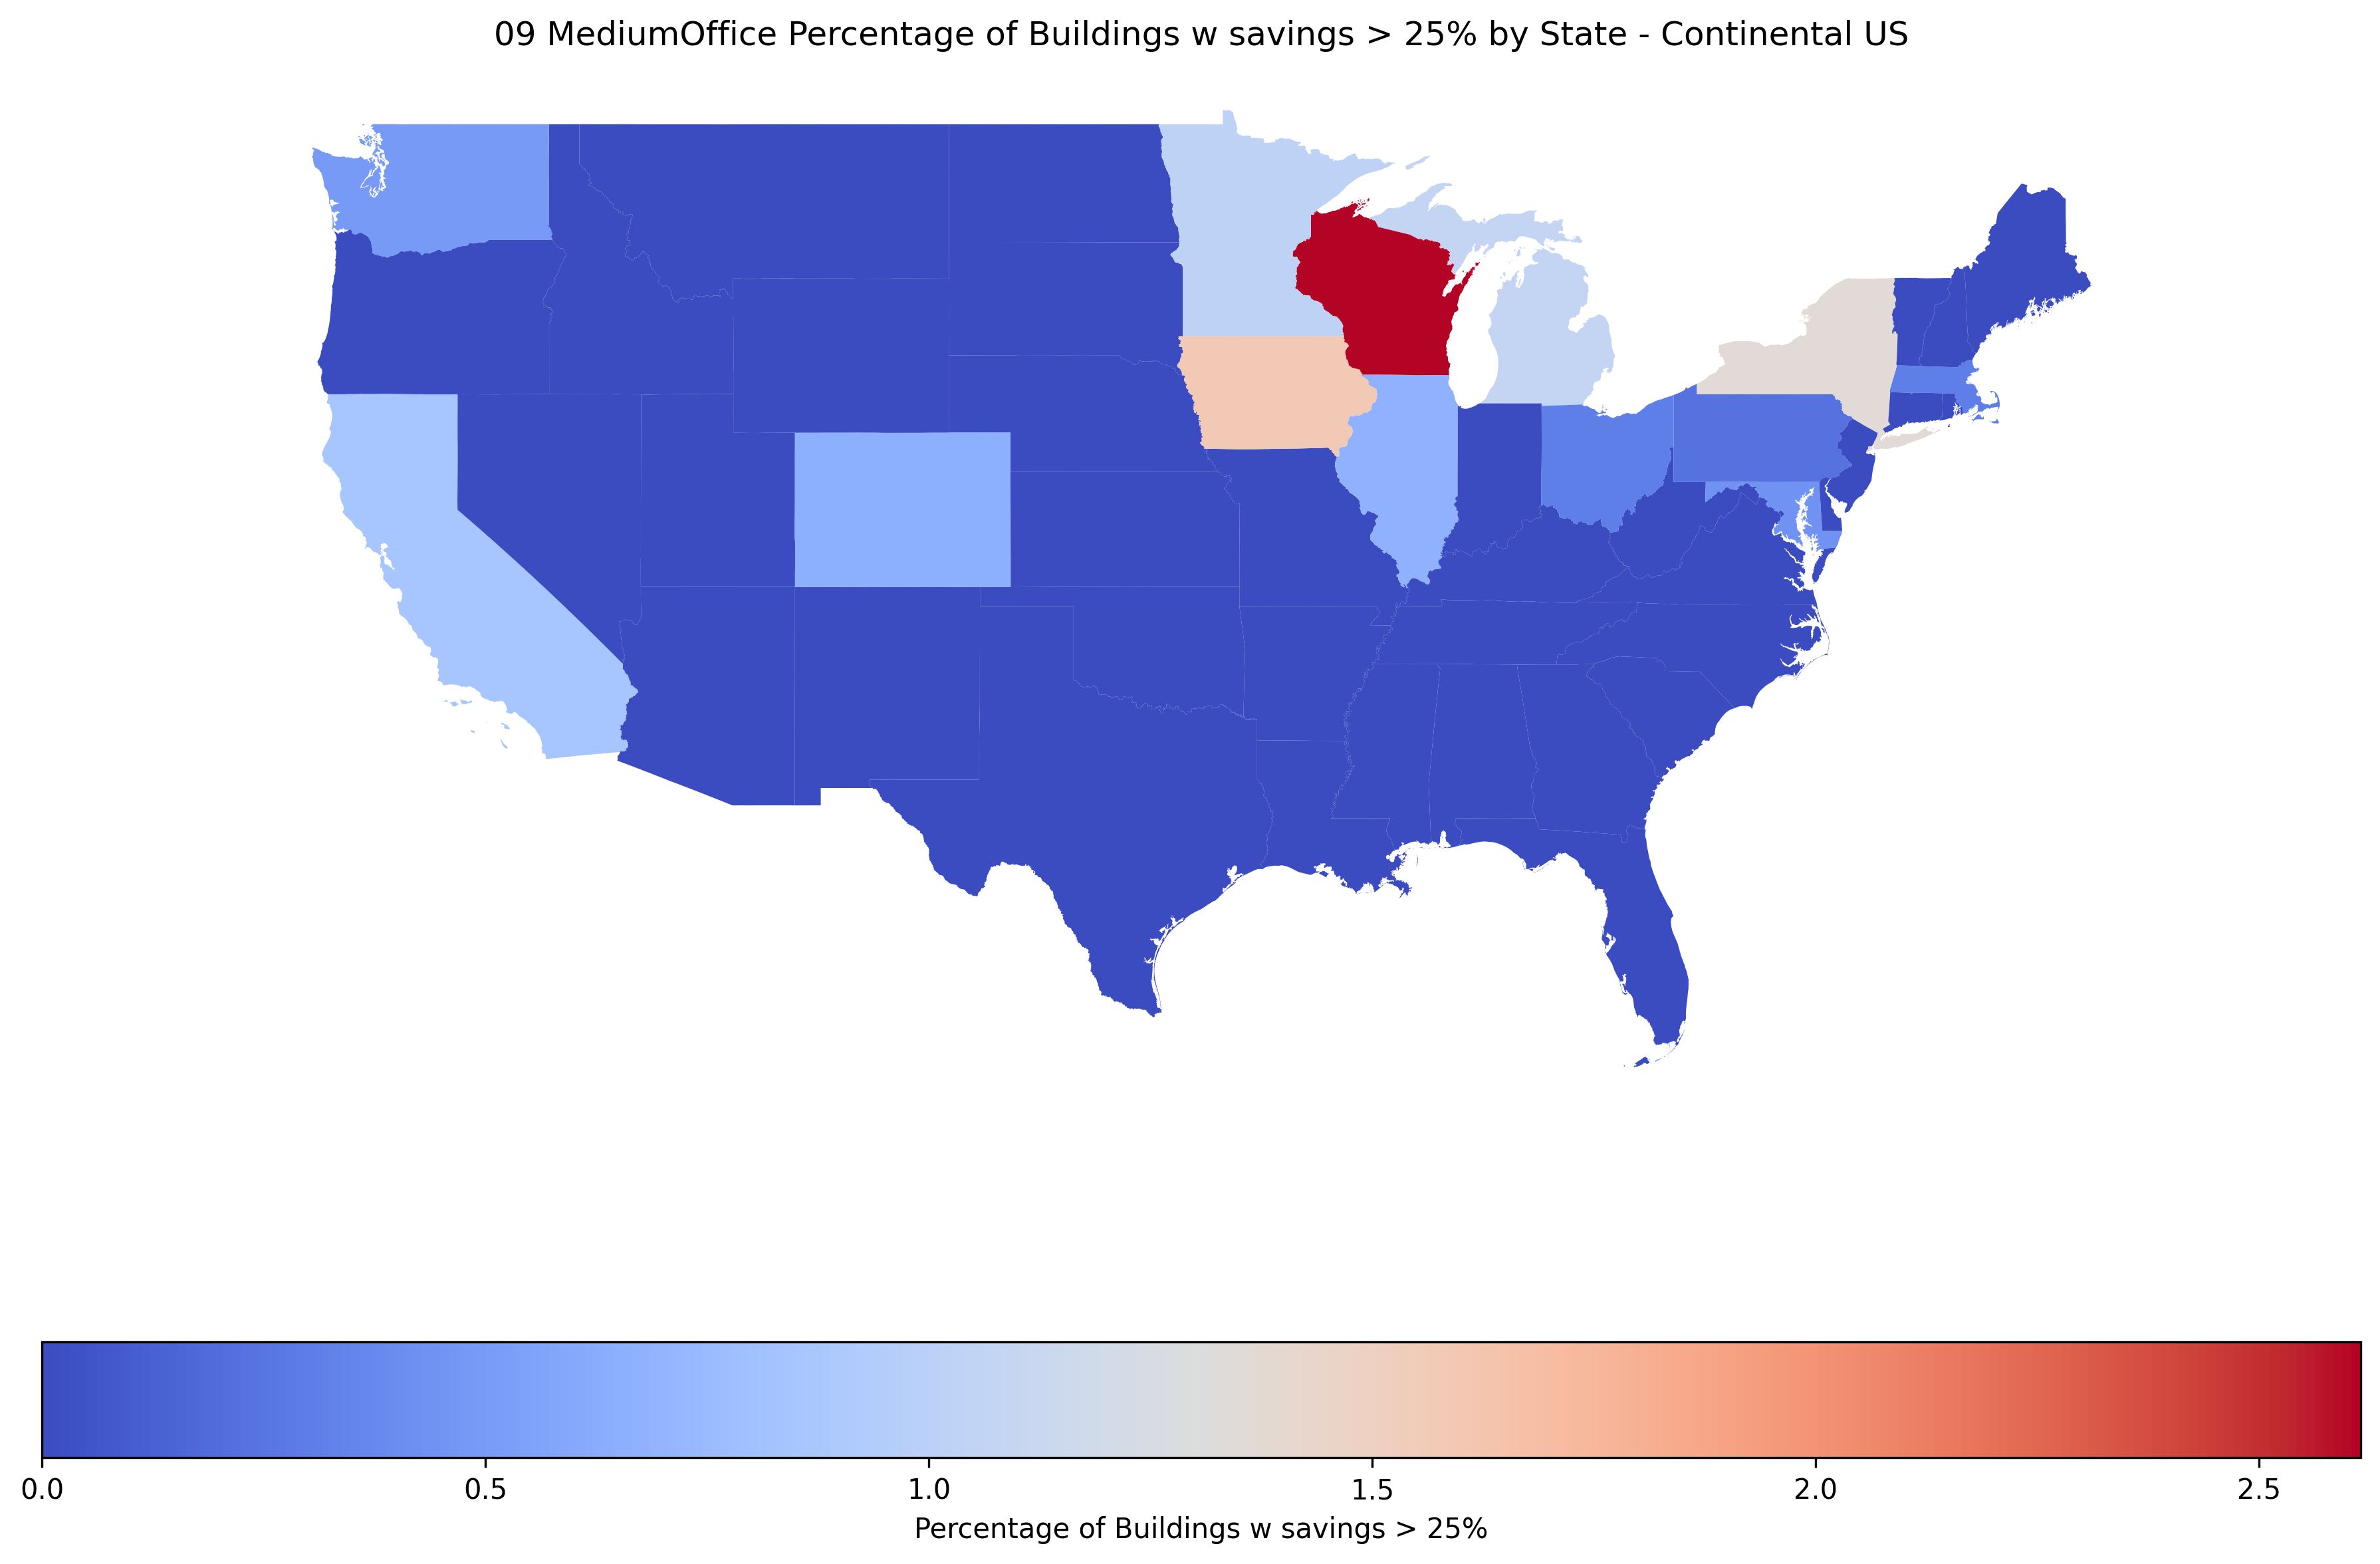 09 MediumOffice Percentage of Buildings w savings > 25% by State - Continental US
0.0 0.5 1.0 1.5 2.0 2.5
Percentage of Buildings w savings > 25%